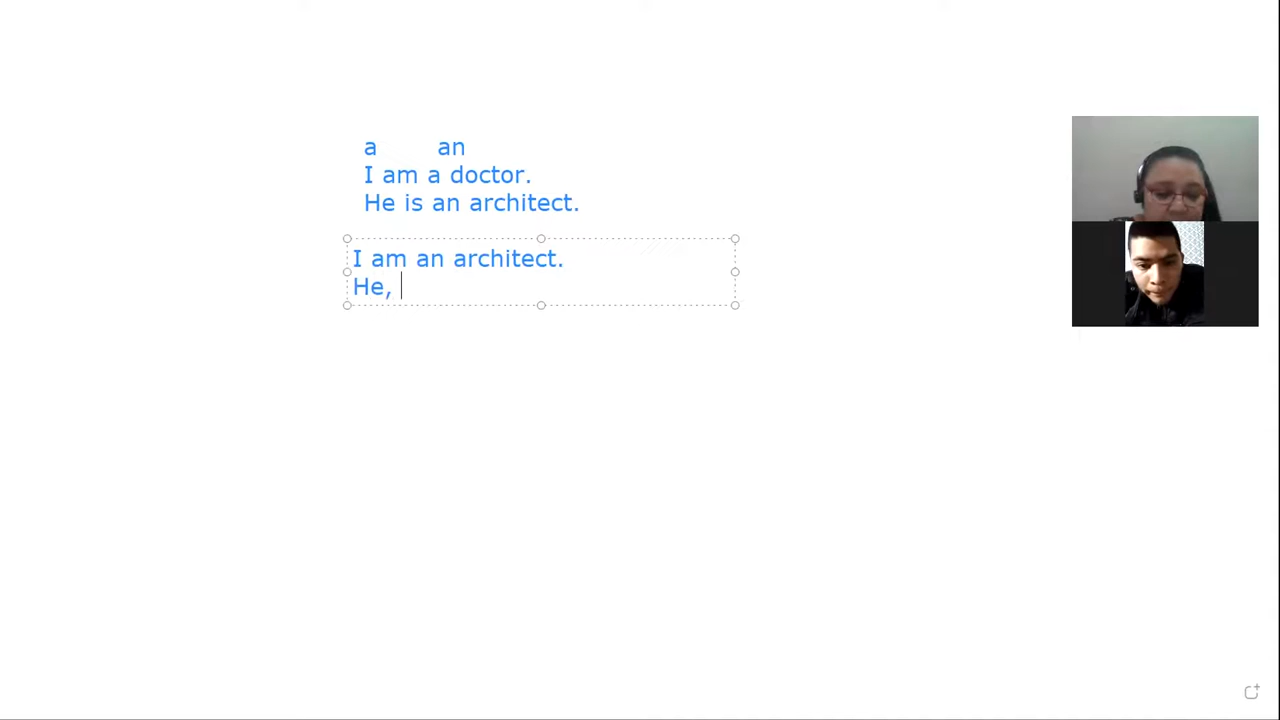 a an
I am a doctor.
He is an architect.
I am an architect.
He,